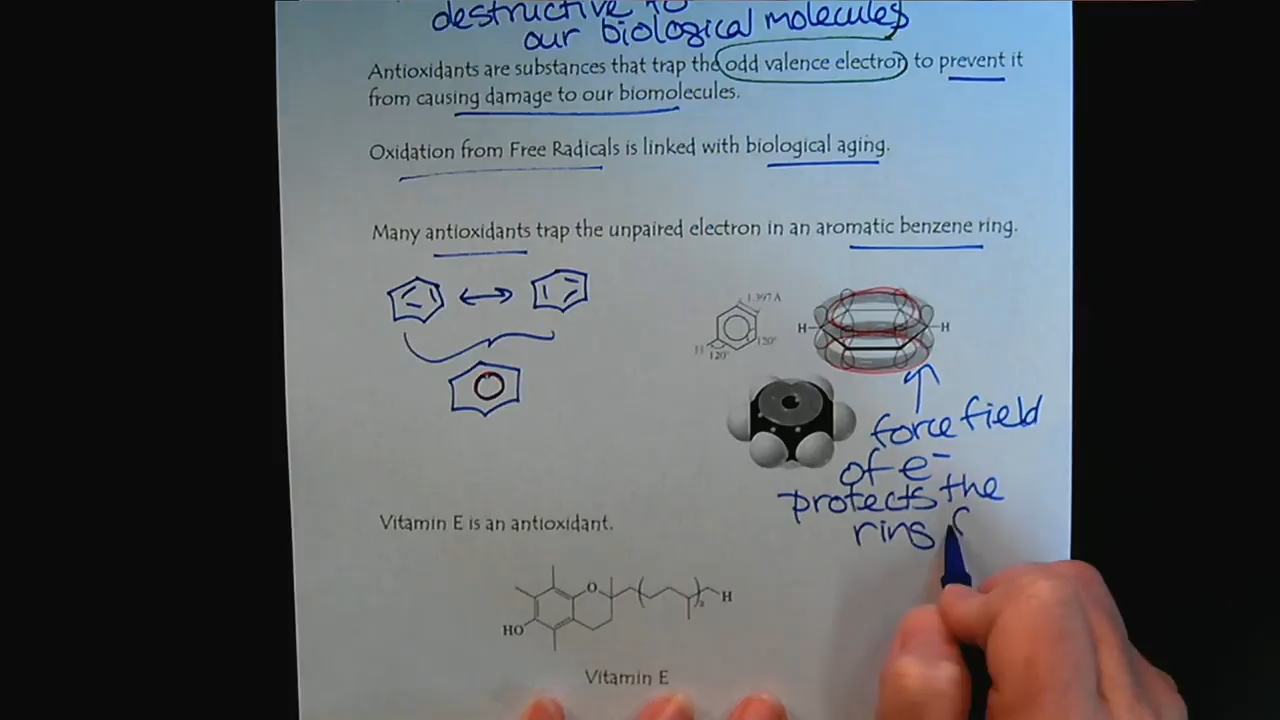 destructive to
our biological molecules
Antioxidants are substances that trap the odd valence electron to prevent it
from causing damage to our biomolecules.
Oxidation from Free Radicals is linked with biological aging.
Many antioxidants trap the unpaired electron in an aromatic benzene ring.
1.397 A
120°
H 120°
H H
force field
of e⁻
protects the
ring
Vitamin E is an antioxidant.
O
HO
2
H
Vitamin E